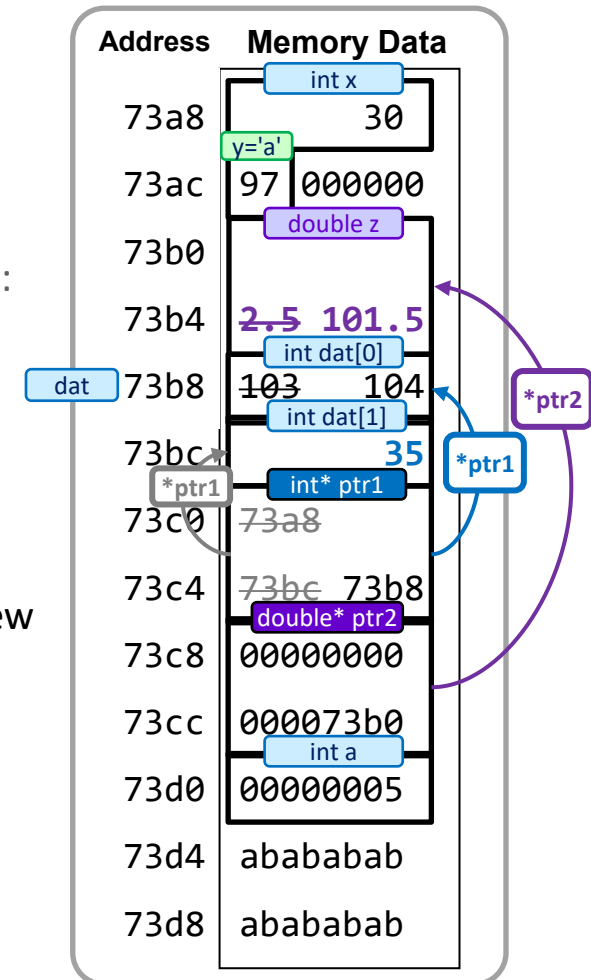 Address Memory Data
int x
73a8 30
y='a'
73ac 97 000000
double z
73b0
:
73b4 2.5 101.5
int dat[0]
dat 73b8 103 104 *ptr2
int dat[1]
73bc 35 *ptr1
*ptr1 int* ptr1
73c0 73a8
73c4 73bc 73b8
ew double* ptr2
73c8 00000000
73cc 000073b0
int a
73d0 00000005
73d4 abababab
73d8 abababab